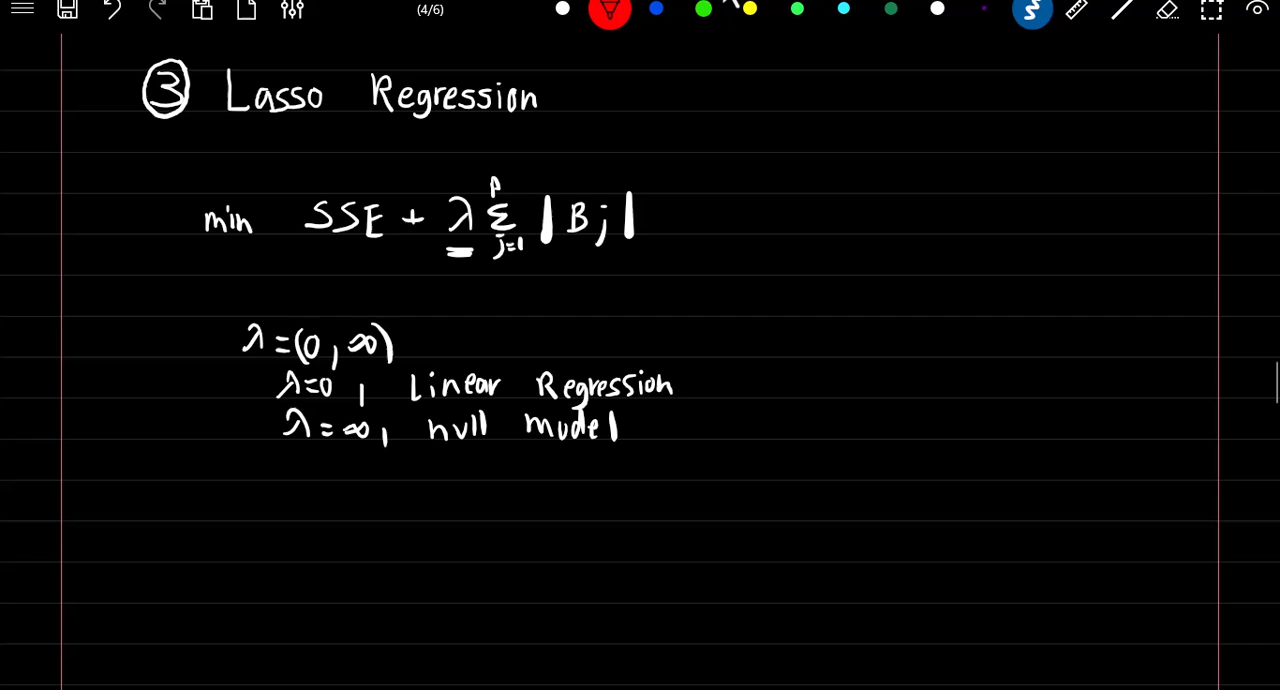 (4/6)
③ Lasso Regression
min SSE + λ Σ_{j=1}^{p} |Bj|
λ = (0, ∞)
λ=0, Linear Regression
λ = ∞, null model